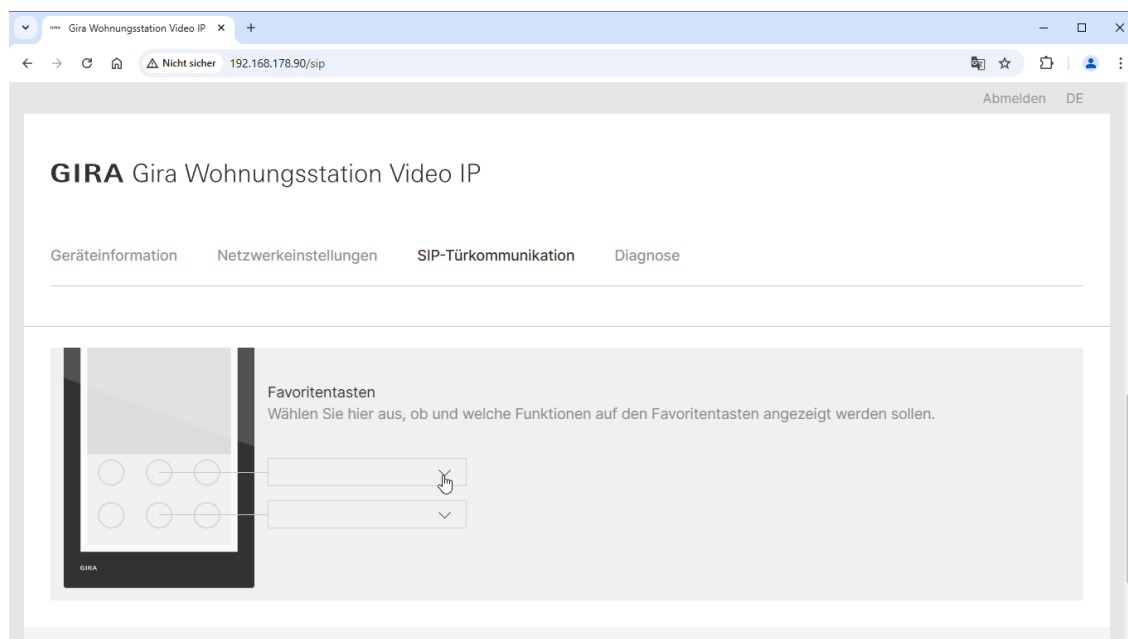 Gira Wohnungsstation Video IP
Nicht sicher 192.168.178.90/sip
Abmelden DE
GIRA Gira Wohnungsstation Video IP
Geräteinformation Netzwerkeinstellungen SIP-Türkommunikation Diagnose
Favoritentasten
Wählen Sie hier aus, ob und welche Funktionen auf den Favoritentasten angezeigt werden sollen.
GIRA